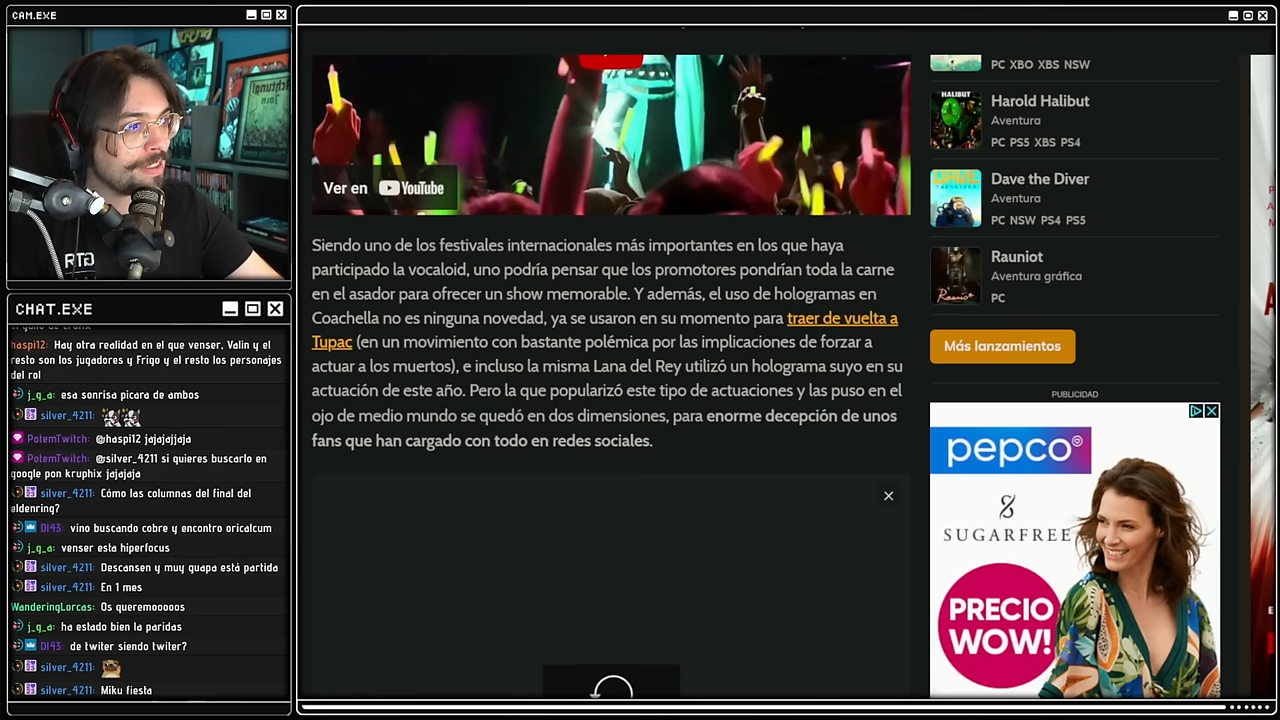 CAM.EXE
RTG
CHAT.EXE
haspi12: Hay otra realidad en el que venser, Valin y el
resto son los jugadores y Frigo y el resto los personajes
del rol
j_g_a: esa sonrisa picara de ambos
silver_4211:
PotemTwitch: @haspi12 jajajajjaja
PotemTwitch: @silver_4211 si quieres buscarlo en
google pon kruphix jajajaja
silver_4211: Cómo las columnas del final del
eldenring?
D143: vino buscando cobre y encontro oricalcum
j_g_a: venser esta hiperfocus
silver_4211: Descansen y muy guapa está partida
silver_4211: En 1 mes
WanderingLorcas: Os queremooooos
j_g_a: ha estado bien la paridas
D143: de twiter siendo twiler?
silver_4211:
silver_4211: Miku fiesta
Ver en YouTube
Siendo uno de los festivales internacionales más importantes en los que haya
participado la vocaloid, uno podría pensar que los promotores pondrían toda la carne
en el asador para ofrecer un show memorable. Y además, el uso de hologramas en
Coachella no es ninguna novedad, ya se usaron en su momento para traer de vuelta a
Tupac (en un movimiento con bastante polémica por las implicaciones de forzar a
actuar a los muertos), e incluso la misma Lana del Rey utilizó un holograma suyo en su
actuación de este año. Pero la que popularizó este tipo de actuaciones y las puso en el
ojo de medio mundo se quedó en dos dimensiones, para enorme decepción de unos
fans que han cargado con todo en redes sociales.
PC XBO XBS NSW
HALIBUT
Harold Halibut
Aventura
PC PS5 XBS PS4
DAVE
Dave the Diver
Aventura
PC NSW PS4 PS5
Rauniot
Rauniot
Aventura gráfica
PC
Más lanzamientos
PUBLICIDAD
pepco
SUGARFREE
PRECIO
WOW!